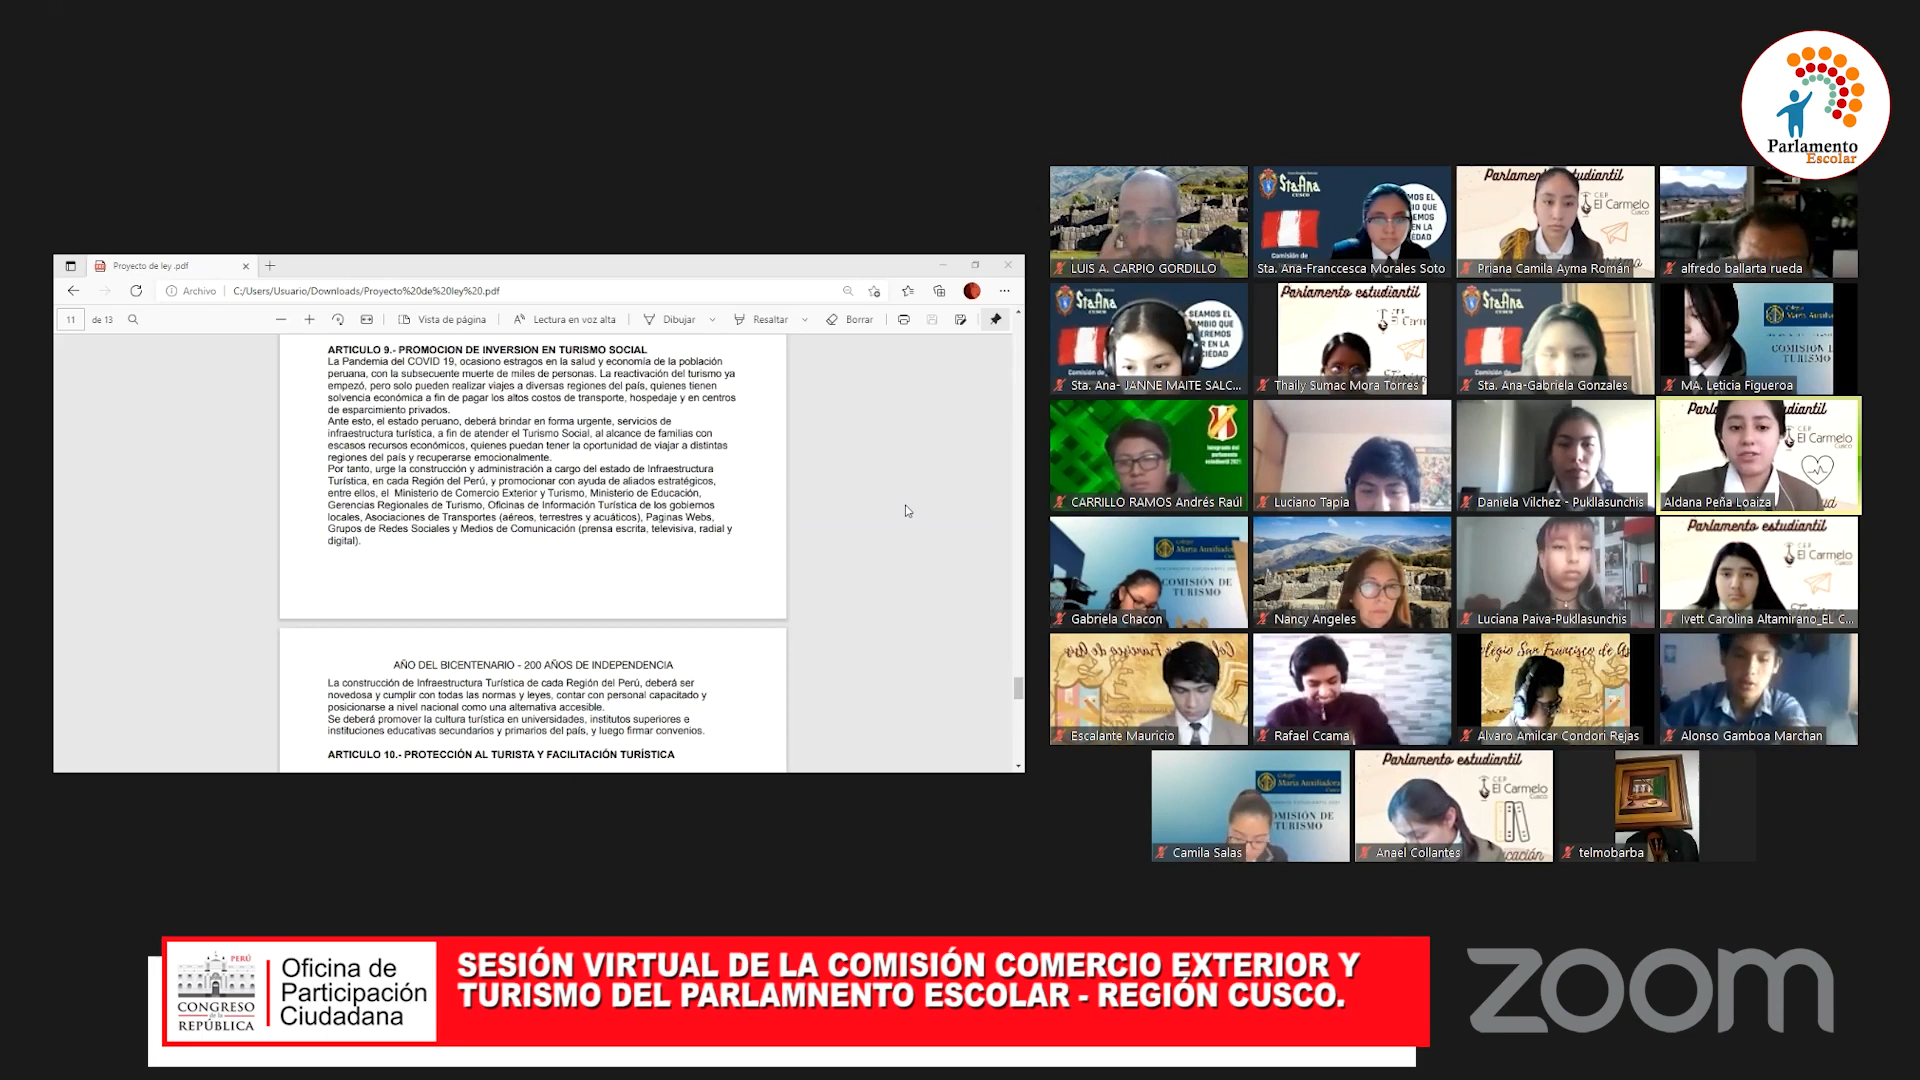 Parlamento
Escolar
Proyecto de ley .pdf
Archivo
C:/Users/Usuario/Downloads/Proyecto%20de%20ley%20.pdf
11
de 13
Vista de página
Lectura en voz alta
Dibujar
Resaltar
Borrar
ARTICULO 9.- PROMOCION DE INVERSION EN TURISMO SOCIAL
La Pandemia del COVID 19, ocasiono estragos en la salud y economía de la población
peruana, con la subsecuente muerte de miles de personas. La reactivación del turismo ya
empezó, pero solo pueden realizar viajes a diversas regiones del país, quienes tienen
solvencia económica a fin de pagar los altos costos de transporte, hospedaje y en centros
de esparcimiento privados.
Ante esto, el estado peruano, deberá brindar en forma urgente, servicios de
infraestructura turística, a fin de atender el Turismo Social, al alcance de familias con
escasos recursos económicos, quienes puedan tener la oportunidad de viajar a distintas
regiones del país y recuperarse emocionalmente.
Por tanto, urge la construcción y administración a cargo del estado de Infraestructura
Turística, en cada Región del Perú, y promocionar con ayuda de aliados estratégicos,
entre ellos, el Ministerio de Comercio Exterior y Turismo, Ministerio de Educación,
Gerencias Regionales de Turismo, Oficinas de Información Turística de los gobiernos
locales, Asociaciones de Transportes (aéreos, terrestres y acuáticos), Paginas Webs,
Grupos de Redes Sociales y Medios de Comunicación (prensa escrita, televisiva, radial y
digital).
AÑO DEL BICENTENARIO - 200 AÑOS DE INDEPENDENCIA
La construcción de Infraestructura Turística de cada Región del Perú, deberá ser
novedosa y cumplir con todas las normas y leyes, contar con personal capacitado y
posicionarse a nivel nacional como una alternativa accesible.
Se deberá promover la cultura turística en universidades, institutos superiores e
instituciones educativas secundarios y primarios del país, y luego firmar convenios.
ARTICULO 10.- PROTECCIÓN AL TURISTA Y FACILITACIÓN TURÍSTICA
LUIS A. CARPIO GORDILLO
Sta. Ana-Franccesca Morales Soto
Priana Camila Ayma Román
alfredo ballarta rueda
Sta. Ana- JANNE MAITE SALC...
Thaily Sumac Mora Torres
Sta. Ana-Gabriela Gonzales
MA. Leticia Figueroa
CARRILLO RAMOS Andrés Raúl
Luciano Tapia
Daniela Vilchez - Pukllasunchis
Aldana Peña Loaiza
Gabriela Chacon
Nancy Angeles
Luciana Paiva-Pukllasunchis
Ivett Carolina Altamirano_EL C...
Escalante Mauricio
Rafael Ccama
Alvaro Amilcar Condori Rejas
Alonso Gamboa Marchan
Camila Salas
Anael Collantes
telmobarba
PERÚ
CONGRESO
de la
REPÚBLICA
Oficina de
Participación
Ciudadana
SESIÓN VIRTUAL DE LA COMISIÓN COMERCIO EXTERIOR Y
TURISMO DEL PARLAMNENTO ESCOLAR - REGIÓN CUSCO.
zoom